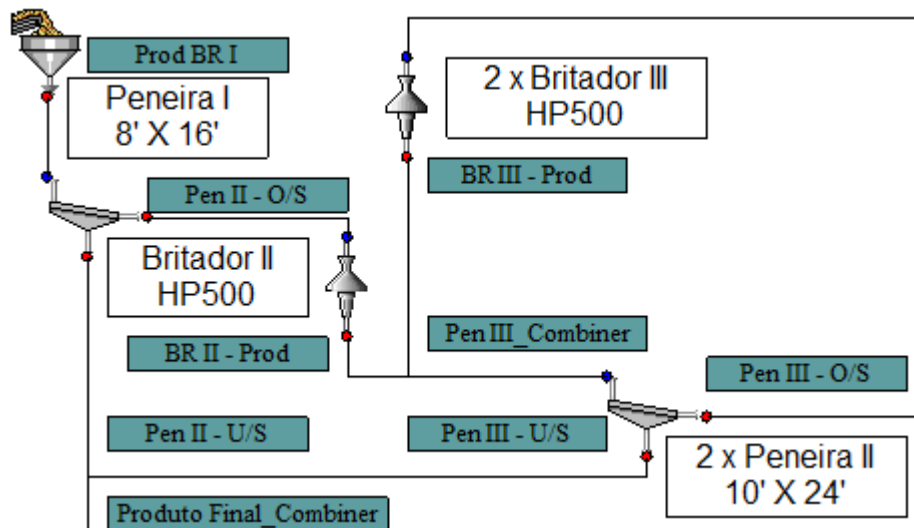 Prod BR I
Peneira I
8' X 16'
2 x Britador III
HP500
BR III - Prod
Pen II - O/S
Britador II
HP500
BR II - Prod
Pen III_Combiner
Pen III - O/S
Pen II - U/S
Pen III - U/S
2 x Peneira II
10' X 24'
Produto Final_Combiner